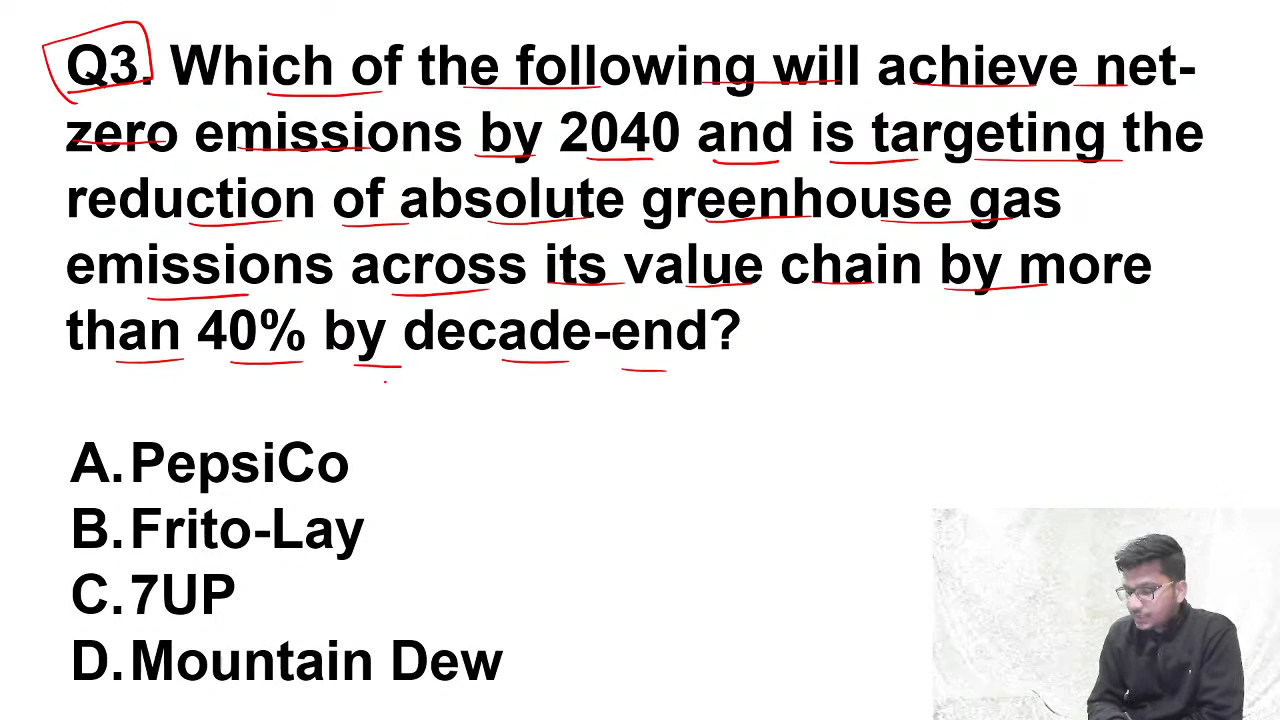 Q3. Which of the following will achieve net-
zero emissions by 2040 and is targeting the
reduction of absolute greenhouse gas
emissions across its value chain by more
than 40% by decade-end?
A. PepsiCo
B. Frito-Lay
C. 7UP
D. Mountain Dew